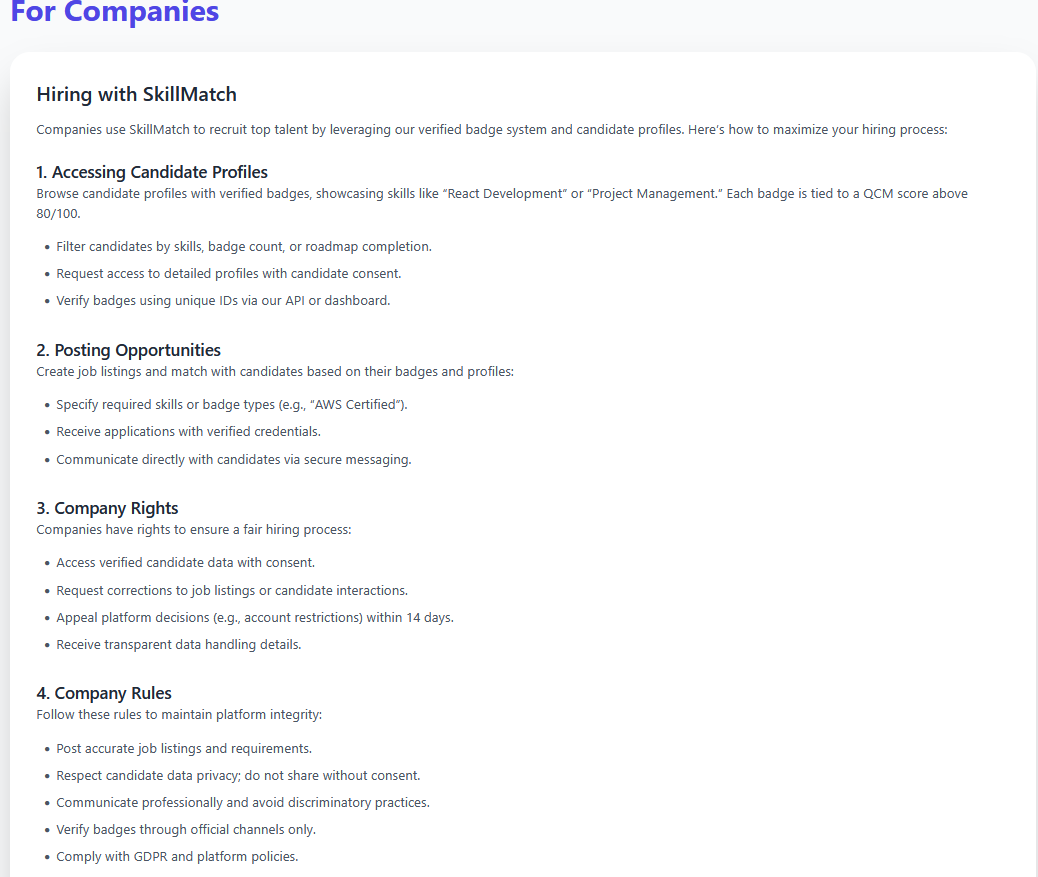 For Companies
Hiring with SkillMatch
Companies use SkillMatch to recruit top talent by leveraging our verified badge system and candidate profiles. Here's how to maximize your hiring process:
1. Accessing Candidate Profiles
Browse candidate profiles with verified badges, showcasing skills like “React Development” or “Project Management.” Each badge is tied to a QCM score above
80/100.
• Filter candidates by skills, badge count, or roadmap completion.
• Request access to detailed profiles with candidate consent.
• Verify badges using unique IDs via our API or dashboard.
2. Posting Opportunities
Create job listings and match with candidates based on their badges and profiles:
• Specify required skills or badge types (e.g., “AWS Certified”).
• Receive applications with verified credentials.
• Communicate directly with candidates via secure messaging.
3. Company Rights
Companies have rights to ensure a fair hiring process:
• Access verified candidate data with consent.
• Request corrections to job listings or candidate interactions.
• Appeal platform decisions (e.g., account restrictions) within 14 days.
• Receive transparent data handling details.
4. Company Rules
Follow these rules to maintain platform integrity:
• Post accurate job listings and requirements.
• Respect candidate data privacy; do not share without consent.
• Communicate professionally and avoid discriminatory practices.
• Verify badges through official channels only.
• Comply with GDPR and platform policies.